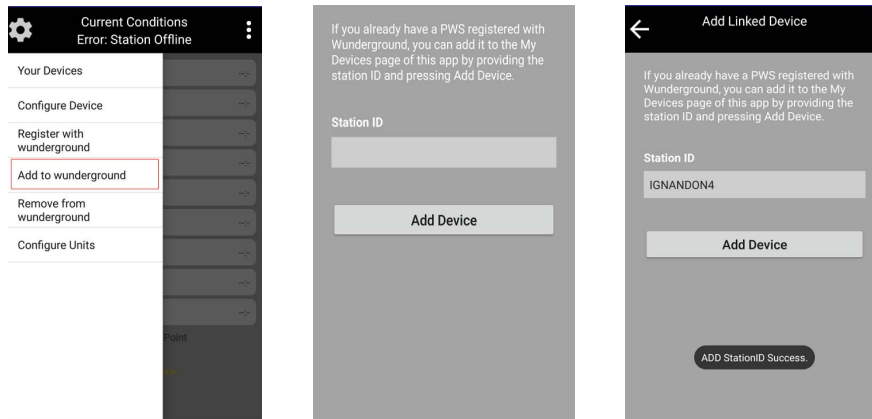 Current Conditions
Error: Station Offline
Your Devices
Configure Device
Register with
wunderground
Add to wunderground
Remove from
wunderground
Configure Units
Point
If you already have a PWS registered with
Wunderground, you can add it to the My
Devices page of this app by providing the
station ID and pressing Add Device.
Station ID
Add Device
Add Linked Device
If you already have a PWS registered with
Wunderground, you can add it to the My
Devices page of this app by providing the
station ID and pressing Add Device.
Station ID
IGNANDON4
Add Device
ADD StationID Success.